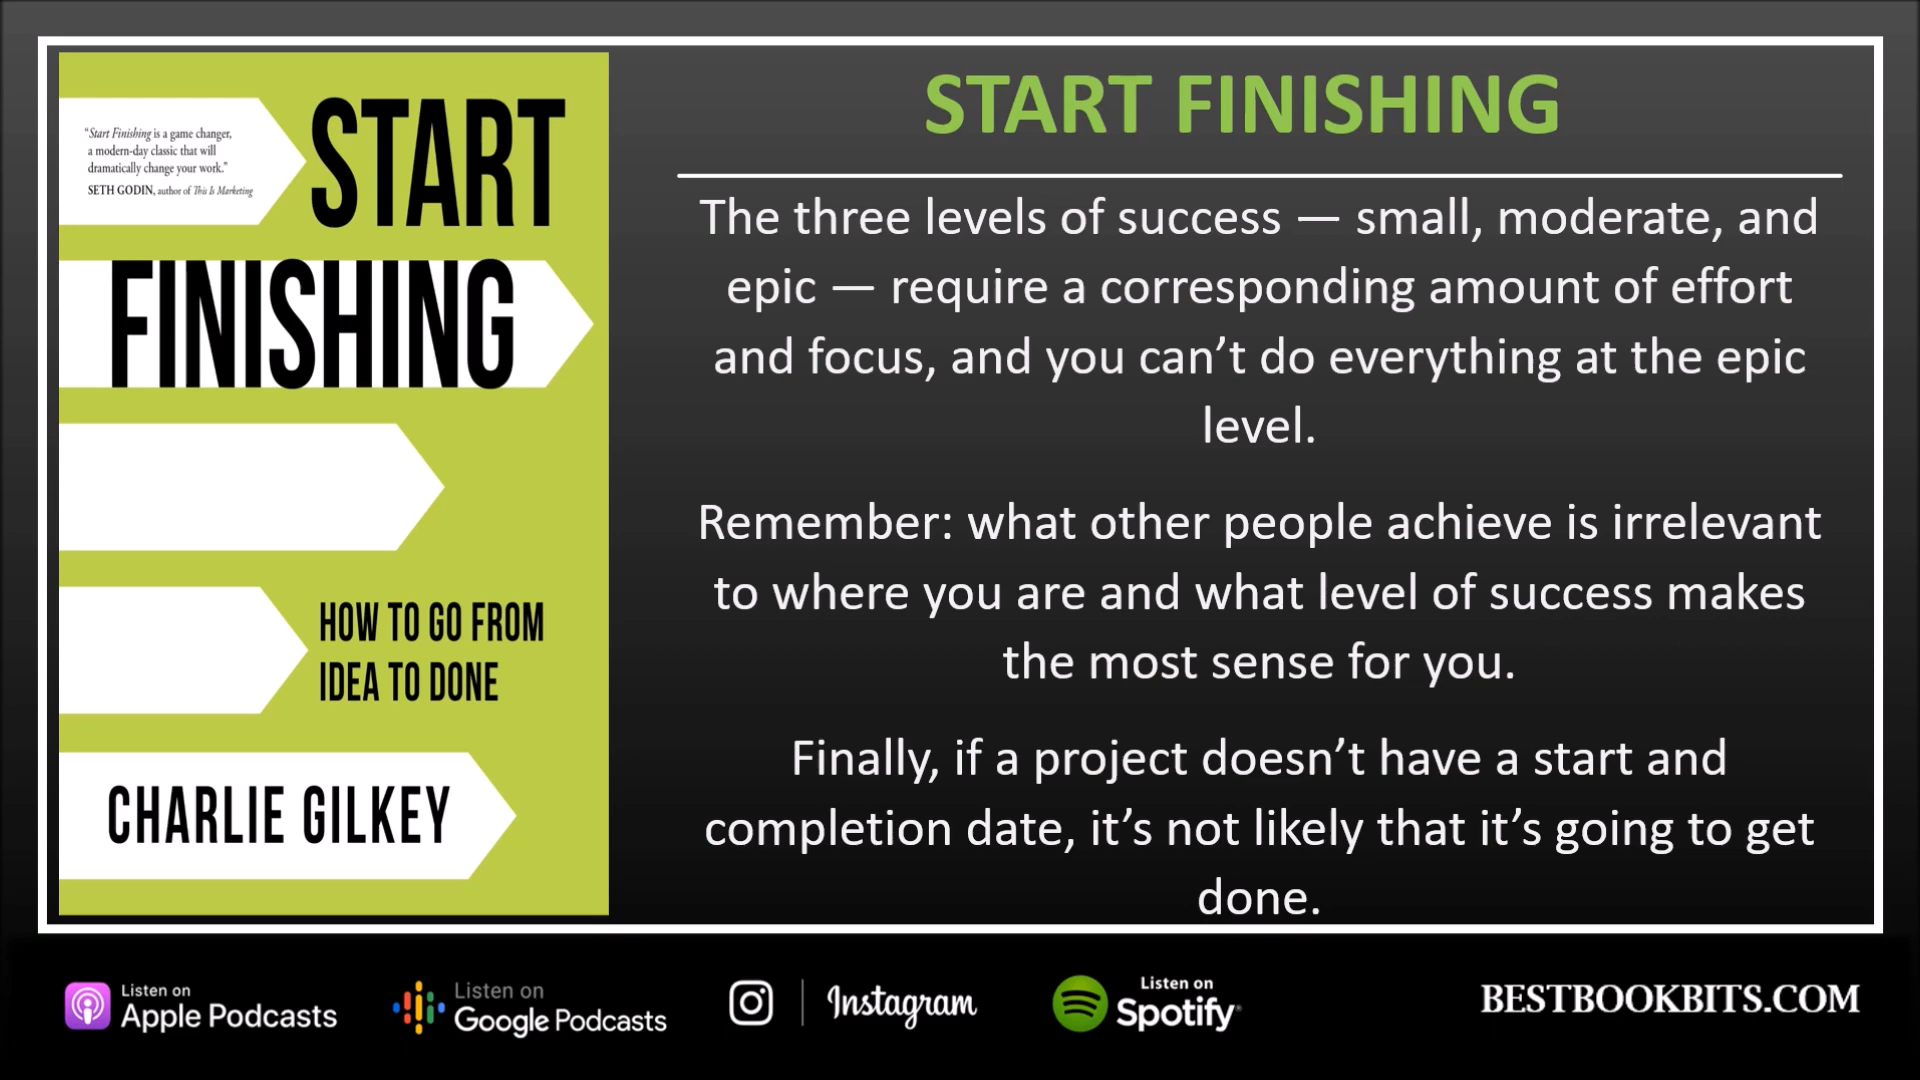 "Start Finishing is a game changer,
a modern-day classic that will
dramatically change your work."
SETH GODIN, author of This Is Marketing
START
FINISHING
HOW TO GO FROM
IDEA TO DONE
CHARLIE GILKEY
START FINISHING
The three levels of success — small, moderate, and
epic — require a corresponding amount of effort
and focus, and you can’t do everything at the epic
level.
Remember: what other people achieve is irrelevant
to where you are and what level of success makes
the most sense for you.
Finally, if a project doesn’t have a start and
completion date, it’s not likely that it’s going to get
done.
Listen on
Apple Podcasts
Listen on
Google Podcasts
Instagram
Listen on
Spotify
BESTBOOKBITS.COM